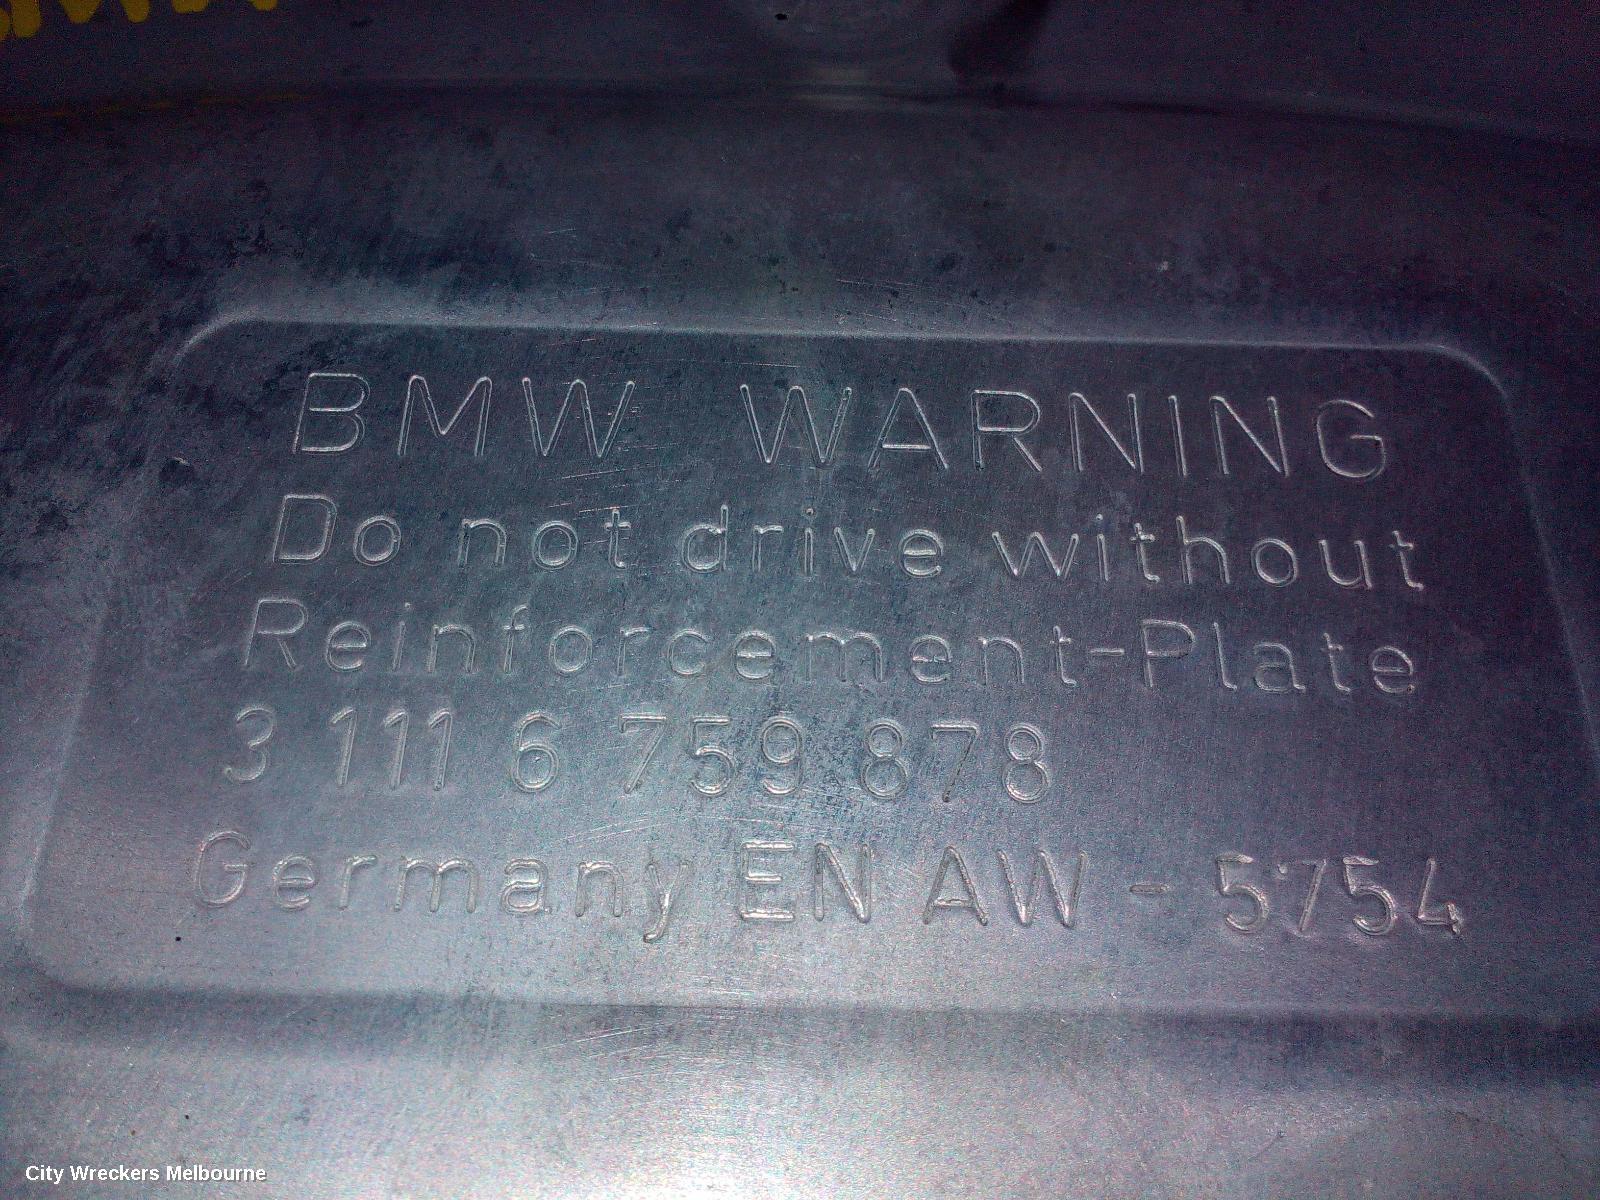 BMW WARNING
Do not drive without
Reinforcement-Plate
3 111 6 759 878
Germany EN AW - 5754
City Wreckers Melbourne